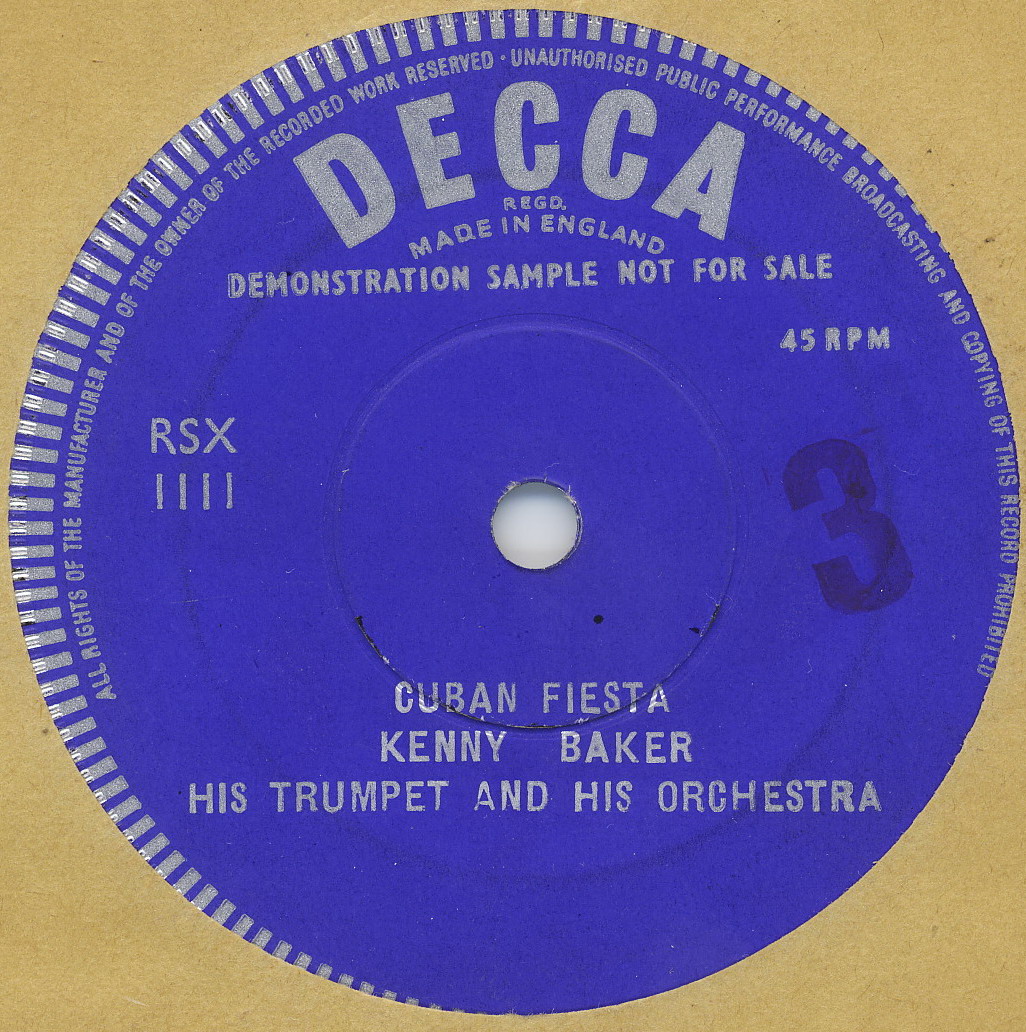 ALL RIGHTS OF THE MANUFACTURER AND OF THE OWNER OF THE RECORDED WORK RESERVED · UNAUTHORISED PUBLIC PERFORMANCE BROADCASTING AND COPYING OF THIS RECORD PROHIBITED
DECCA
REGD.
MADE IN ENGLAND
DEMONSTRATION SAMPLE NOT FOR SALE
45 RPM
RSX
1111
3
CUBAN FIESTA
KENNY BAKER
HIS TRUMPET AND HIS ORCHESTRA